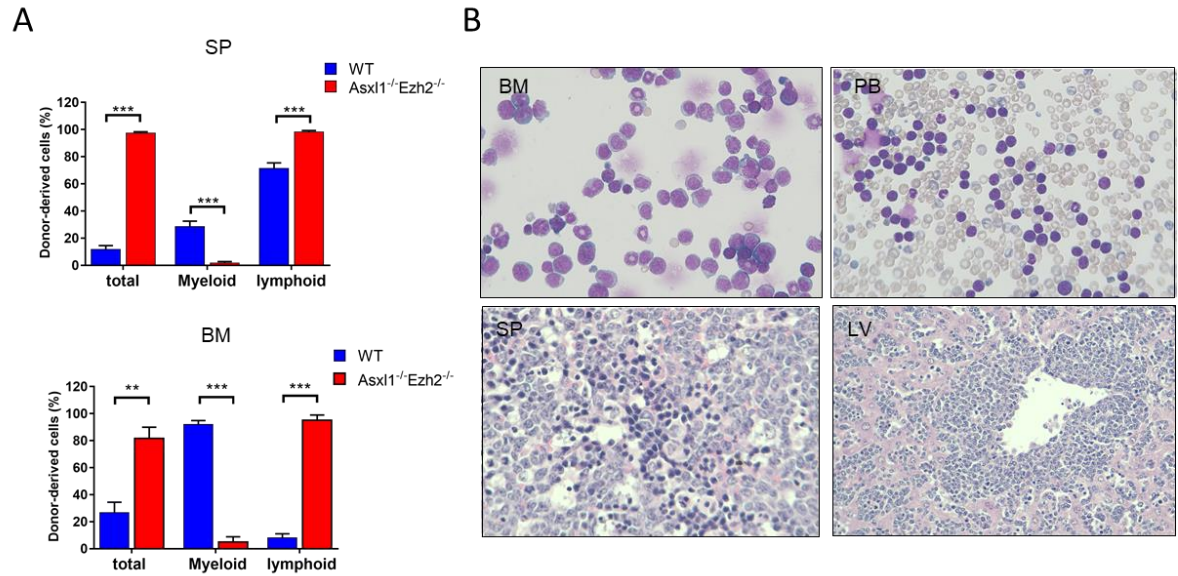 A
SP
WT
Asxl1-/-Ezh2-/-
Donor-derived cells (%)
120
100
80
60
40
20
0
***
***
***
total Myeloid lymphoid
BM
WT
Asxl1-/-Ezh2-/-
Donor-derived cells (%)
120
100
80
60
40
20
0
**
***
***
total Myeloid lymphoid
B
BM
PB
SP
LV